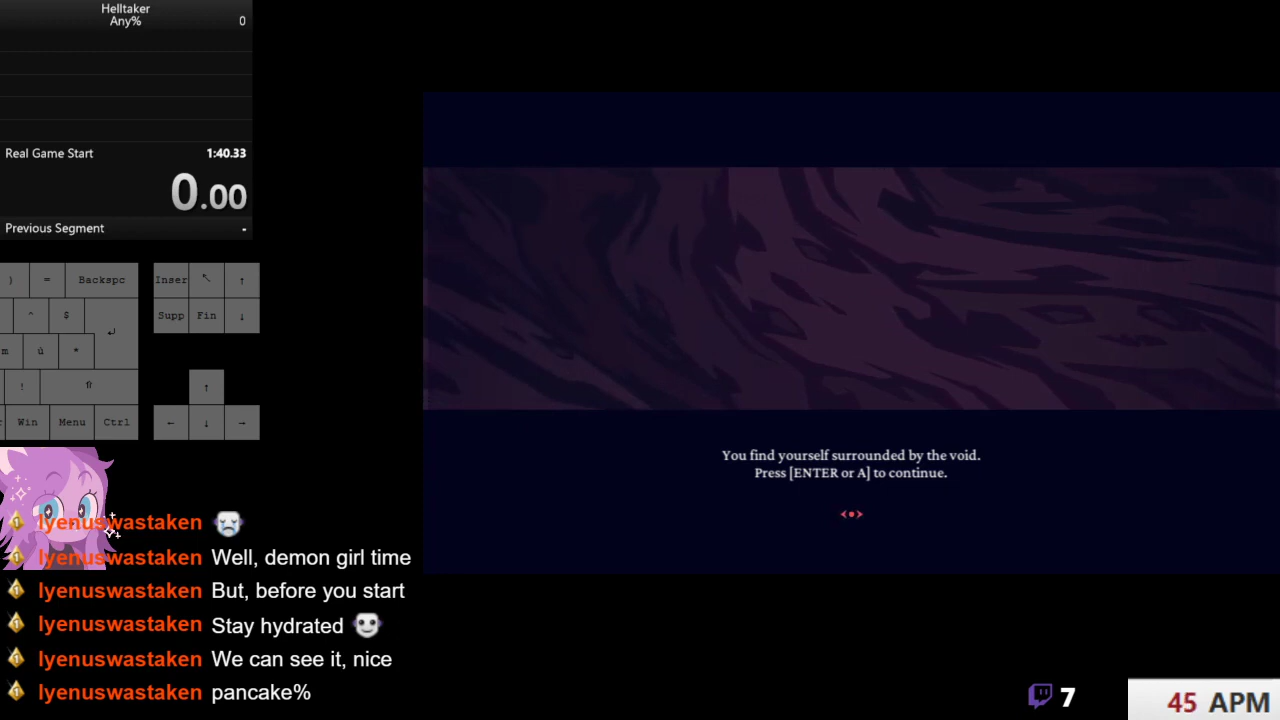 Helltaker
Any%
0
Real Game Start 1:40.33
0.00
Previous Segment -
) = Backspc Inser ↖ ↑
^ $ ↵ Supp Fin ↓
m ú *
! ⇧ ↑
Win Menu Ctrl ← ↓ →
You find yourself surrounded by the void.
Press [ENTER or A] to continue.
lyenuswastaken
lyenuswastaken Well, demon girl time
lyenuswastaken But, before you start
lyenuswastaken Stay hydrated
lyenuswastaken We can see it, nice
lyenuswastaken pancake%
7
45 APM